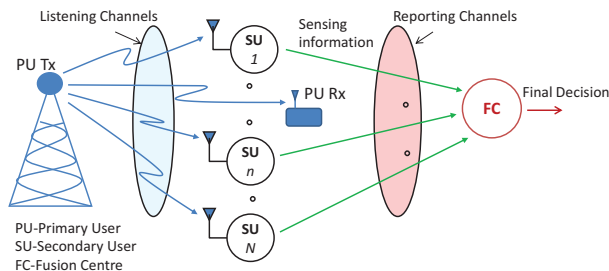 Listening Channels
Reporting Channels
Sensing
information
PU Tx
SU
1
PU Rx
SU
n
SU
N
FC
Final Decision
PU-Primary User
SU-Secondary User
FC-Fusion Centre